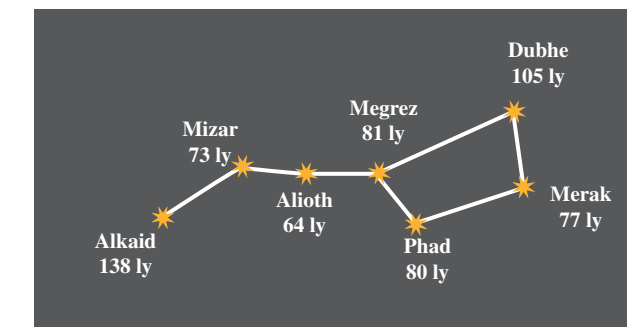 Dubhe
105 ly
Megrez
81 ly
Mizar
73 ly
Alioth
64 ly
Merak
77 ly
Alkaid
138 ly
Phad
80 ly